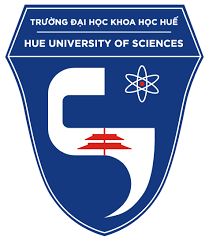 TRƯỜNG ĐẠI HỌC KHOA HỌC HUẾ
HUE UNIVERSITY OF SCIENCES